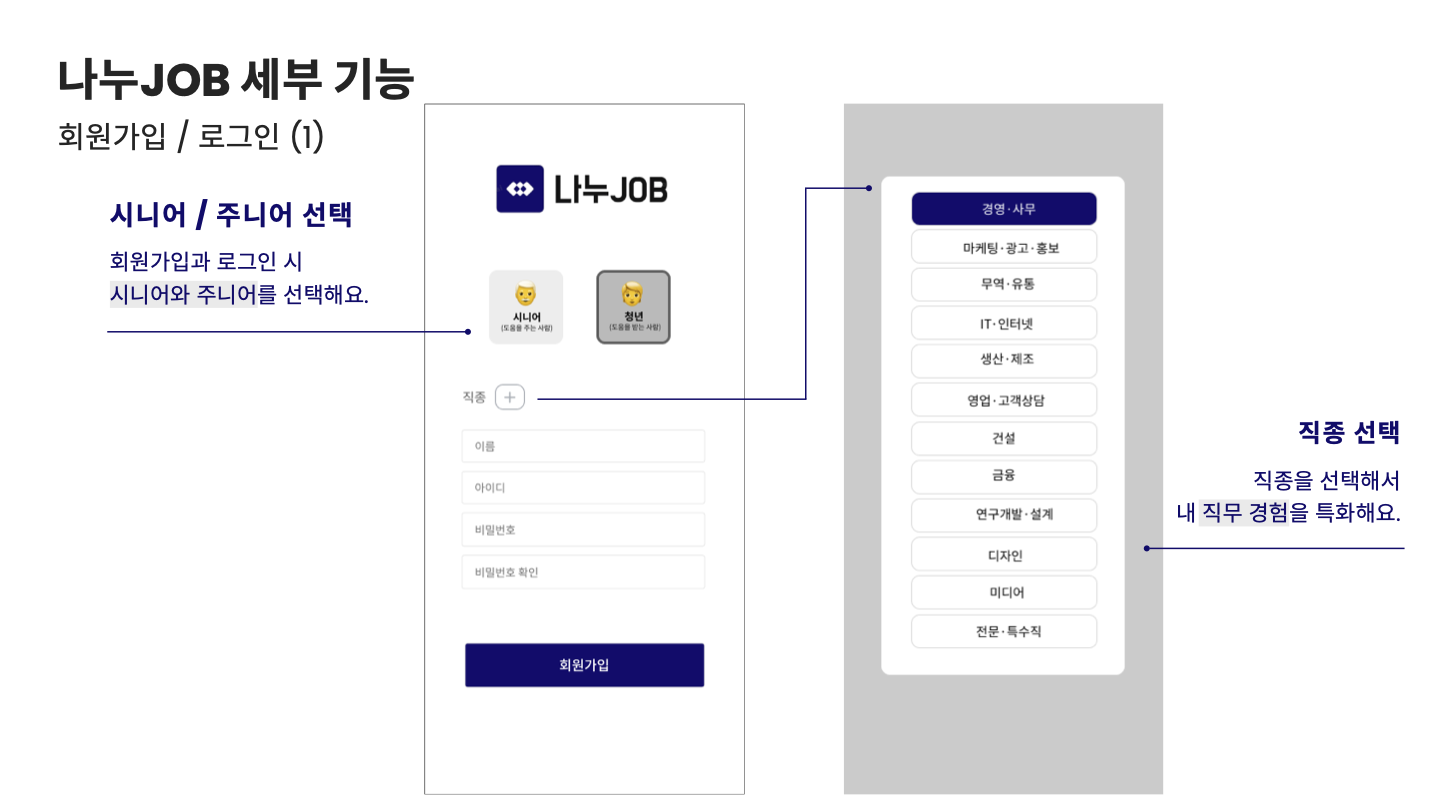 나누JOB 세부 기능
회원가입 / 로그인 (1)
시니어 / 주니어 선택
회원가입과 로그인 시
시니어와 주니어를 선택해요.
나누JOB
시니어
(도움을 주는 사람)
청년
(도움을 받는 사람)
직종 +
이름
아이디
비밀번호
비밀번호 확인
회원가입
경영·사무
마케팅·광고·홍보
무역·유통
IT·인터넷
생산·제조
영업·고객상담
건설
금융
연구개발·설계
디자인
미디어
전문·특수직
직종 선택
직종을 선택해서
내 직무 경험을 특화해요.